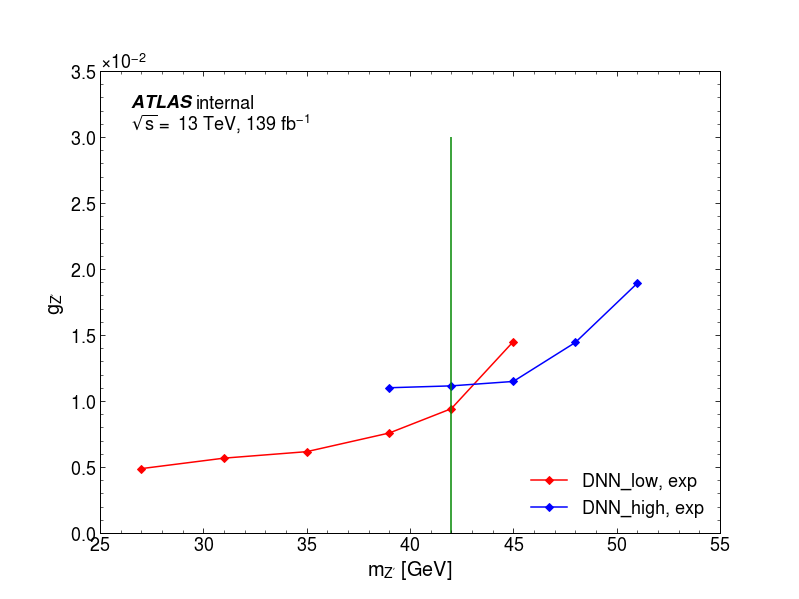 ×10⁻²
ATLAS internal
√s = 13 TeV, 139 fb⁻¹
3.5
3.0
2.5
2.0
1.5
1.0
0.5
0.0
g_Z'
DNN_low, exp
DNN_high, exp
25 30 35 40 45 50 55
m_Z' [GeV]